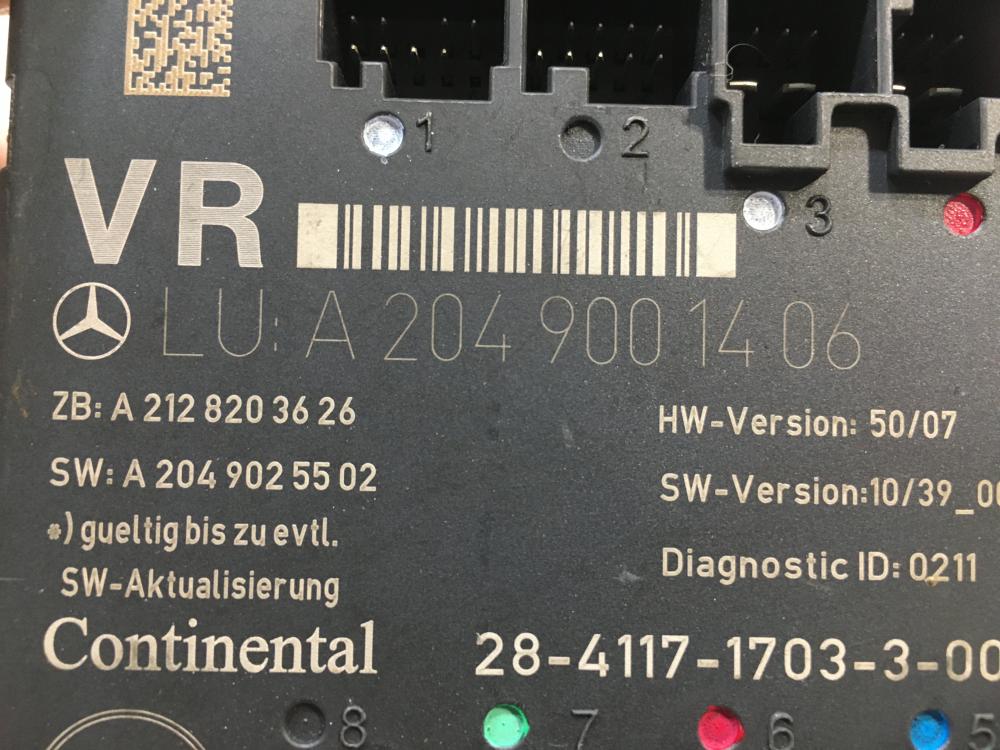 1 2
3
VR
LU: A 204 900 14 06
ZB: A 212 820 36 26
HW-Version: 50/07
SW: A 204 902 55 02
SW-Version:10/39_00
*) gueltig bis zu evtl.
SW-Aktualisierung
Diagnostic ID: 0211
Continental
28-4117-1703-3-00
8 7 6 5